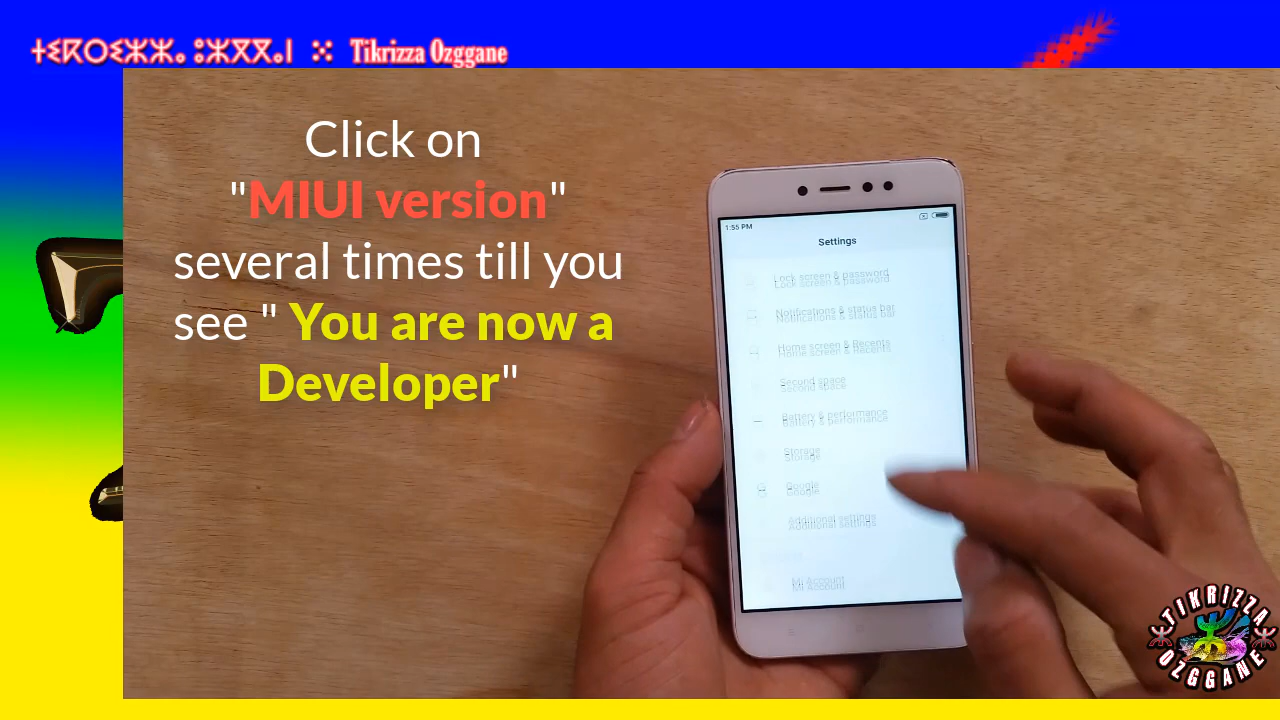 ⵜⵉⴽⵔⵉⵣⵣⴰ ⵓⵣⴳⴳⴰⵏ ⁙ Tikrizza Ozggane
Click on
"MIUI version"
several times till you
see " You are now a
Developer"
1:55 PM
Settings
Lock screen & password
Notifications & status bar
Home screen & Recents
Second space
Battery & performance
Storage
Google
Additional settings
Mi Account
TIKRIZZA
OZGGANE